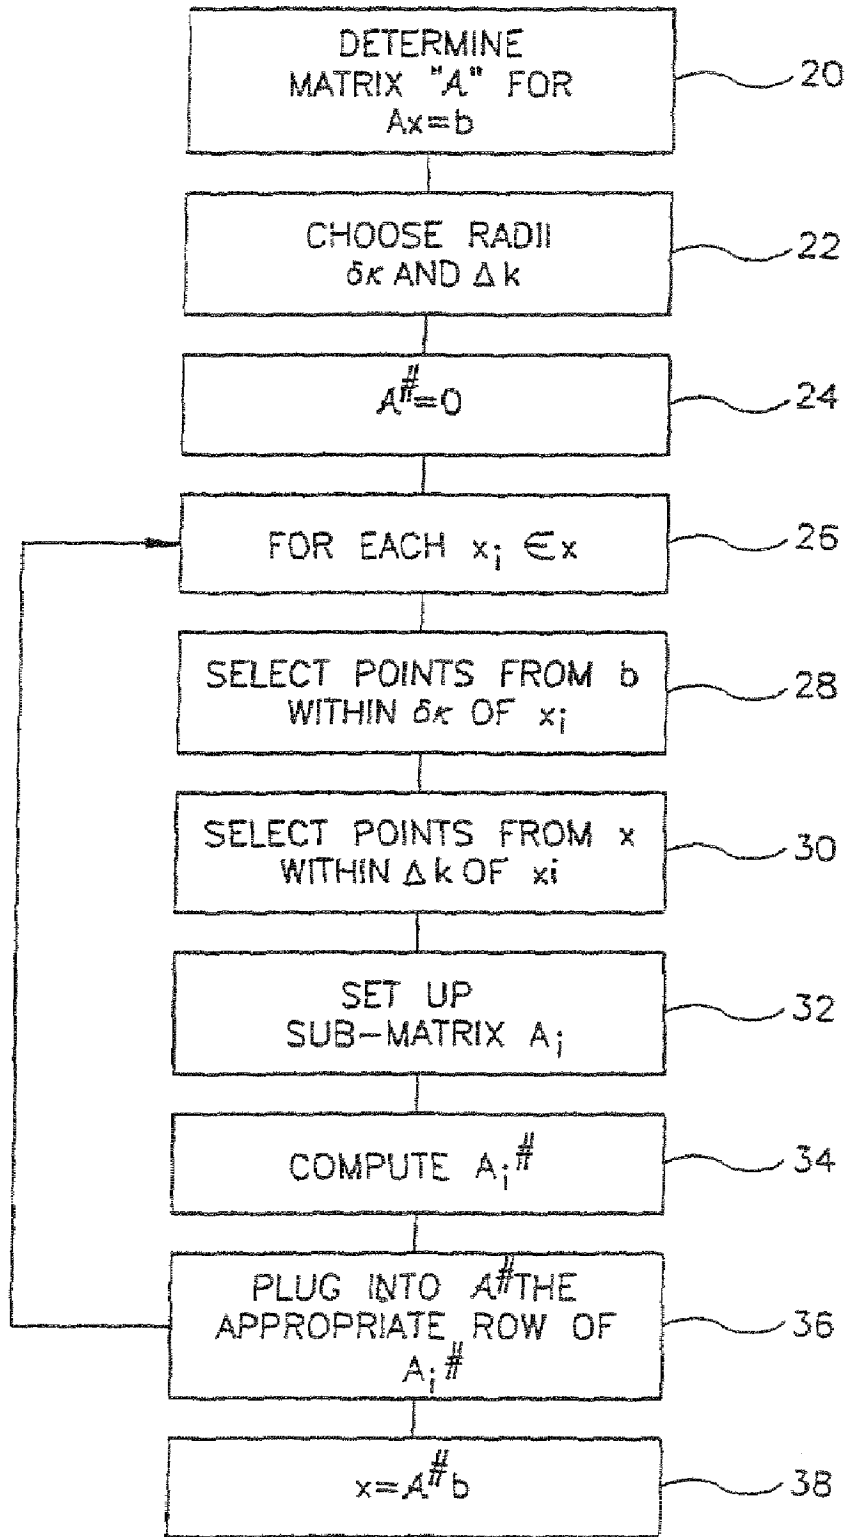 DETERMINE
MATRIX "A" FOR
Ax=b
20
CHOOSE RADII
δκ AND Δk
22
A#=0
24
FOR EACH xi ∈x
26
SELECT POINTS FROM b
WITHIN δκ OF xi
28
SELECT POINTS FROM x
WITHIN Δk OF xi
30
SET UP
SUB-MATRIX Ai
32
COMPUTE Ai#
34
PLUG INTO A# THE
APPROPRIATE ROW OF
Ai#
36
x=A#b
38